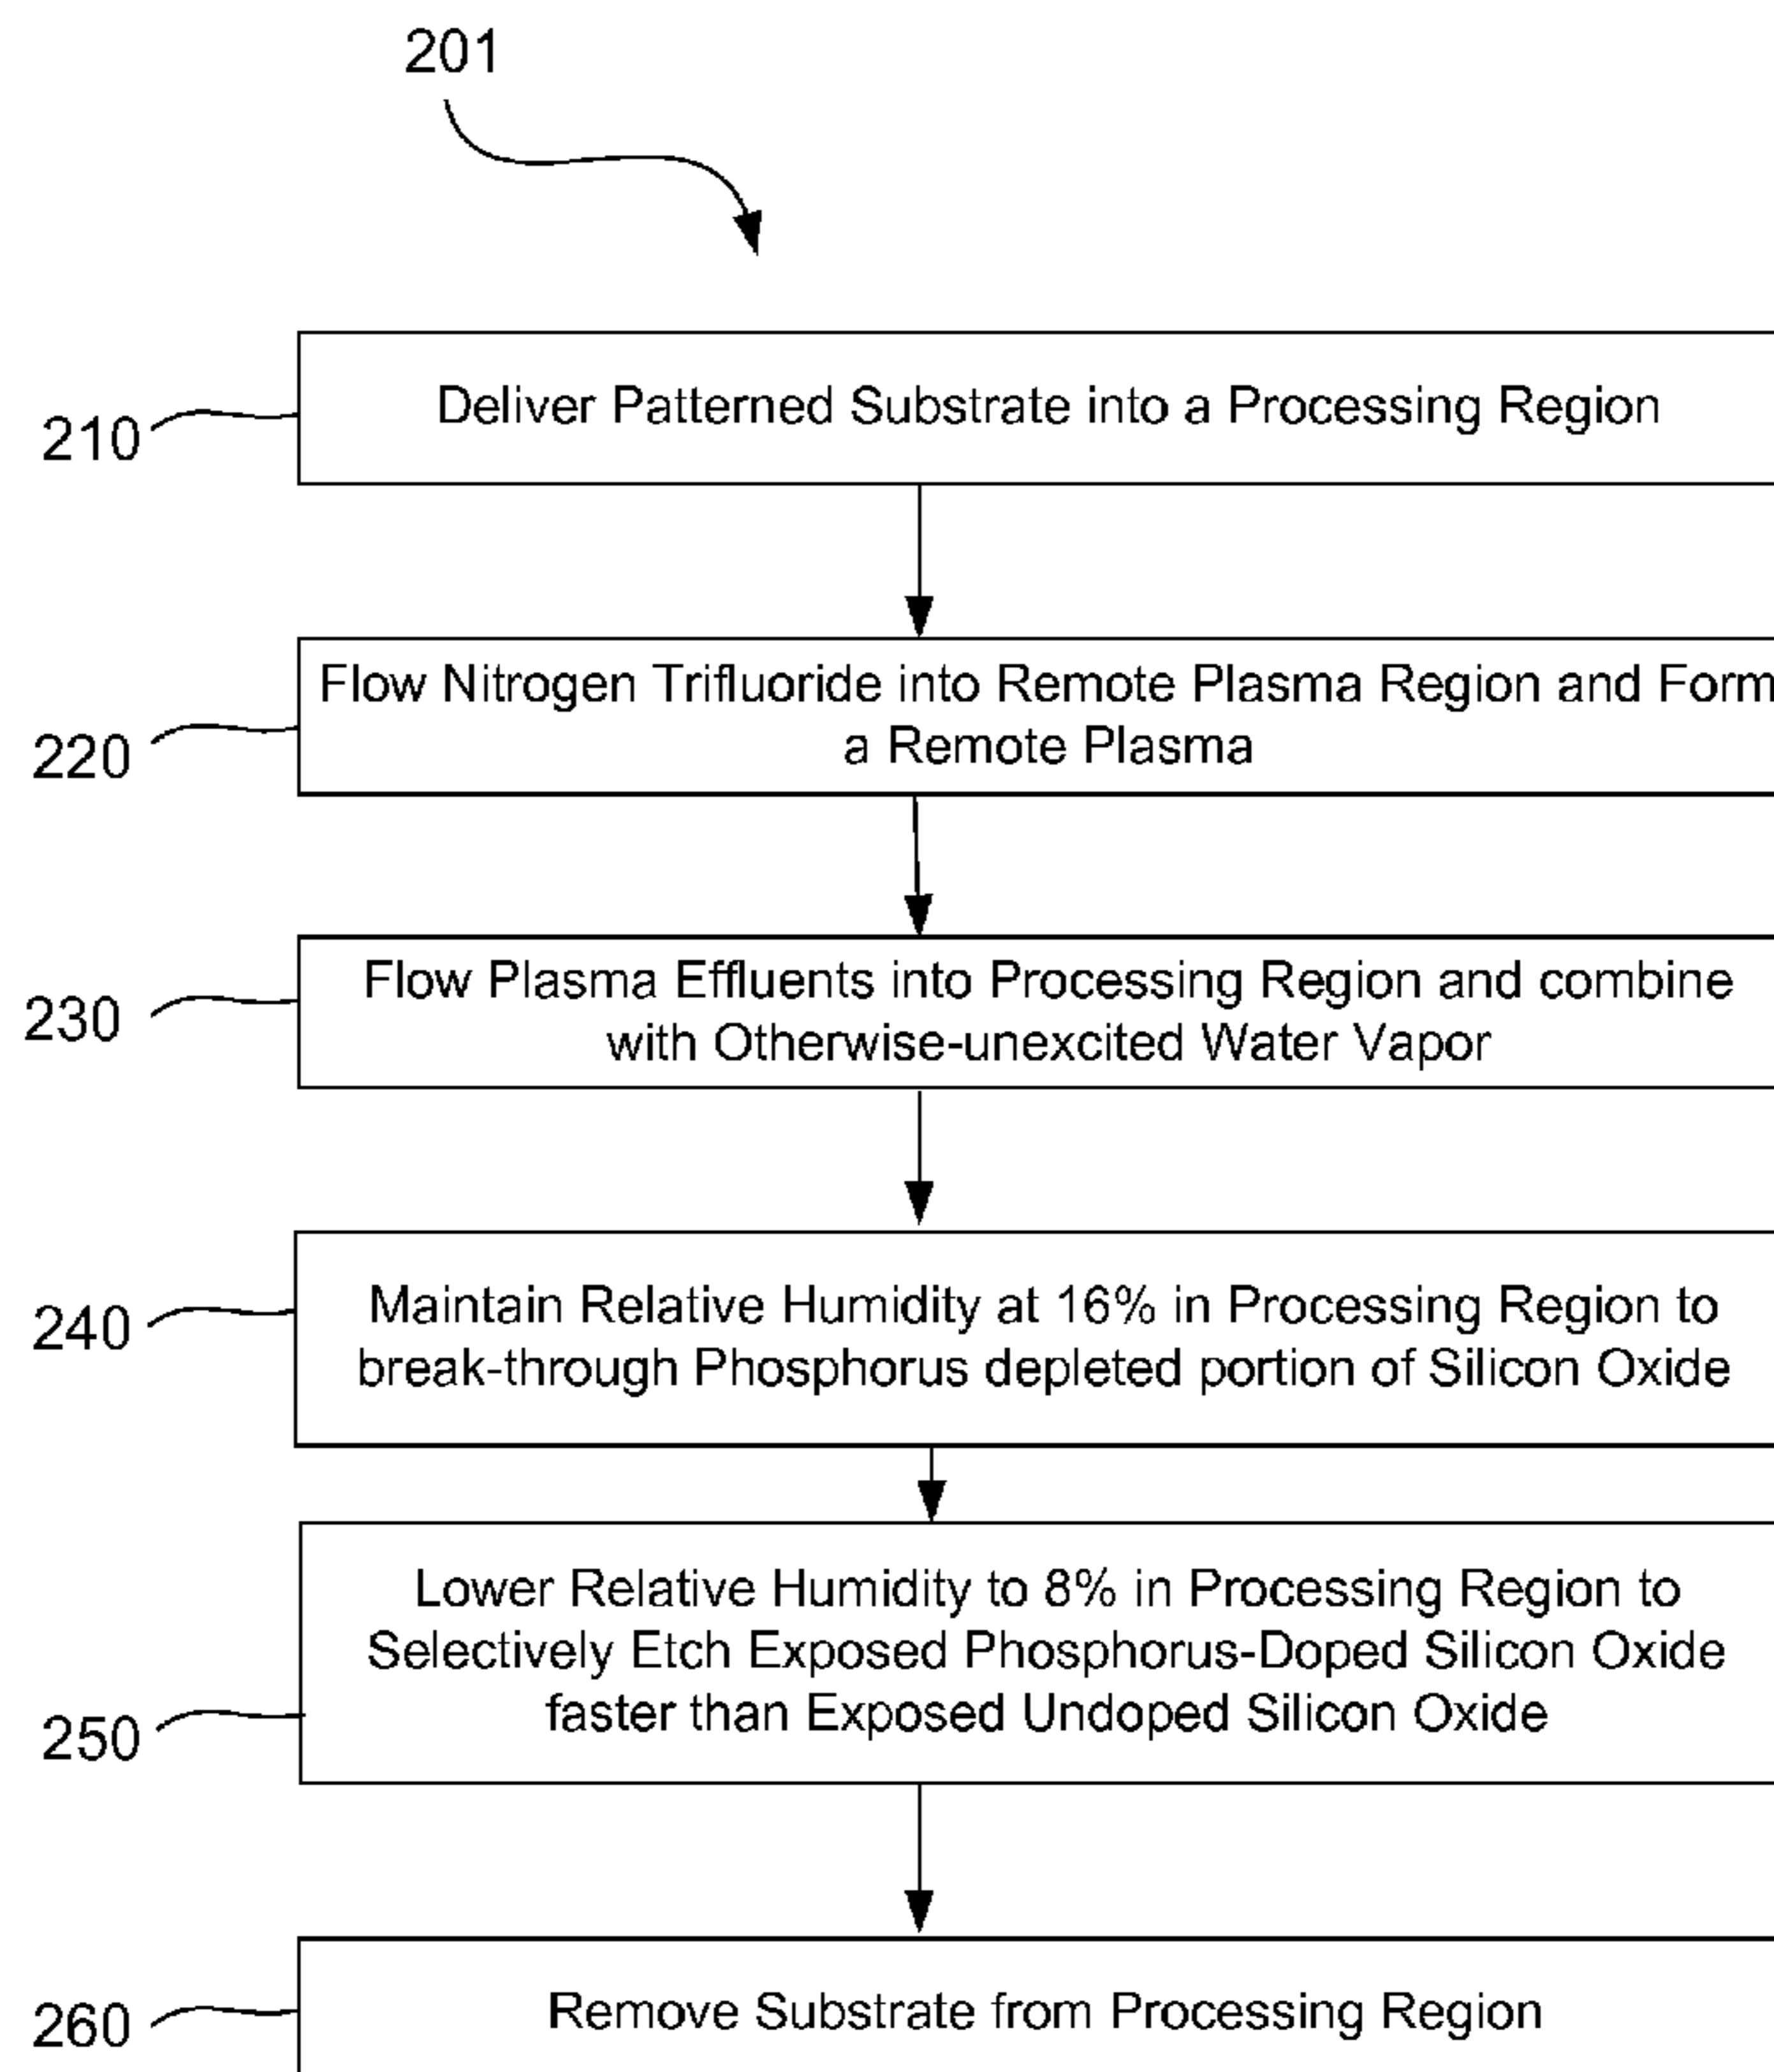 201
210
Deliver Patterned Substrate into a Processing Region
220
Flow Nitrogen Trifluoride into Remote Plasma Region and Form
a Remote Plasma
230
Flow Plasma Effluents into Processing Region and combine
with Otherwise-unexcited Water Vapor
240
Maintain Relative Humidity at 16% in Processing Region to
break-through Phosphorus depleted portion of Silicon Oxide
250
Lower Relative Humidity to 8% in Processing Region to
Selectively Etch Exposed Phosphorus-Doped Silicon Oxide
faster than Exposed Undoped Silicon Oxide
260
Remove Substrate from Processing Region